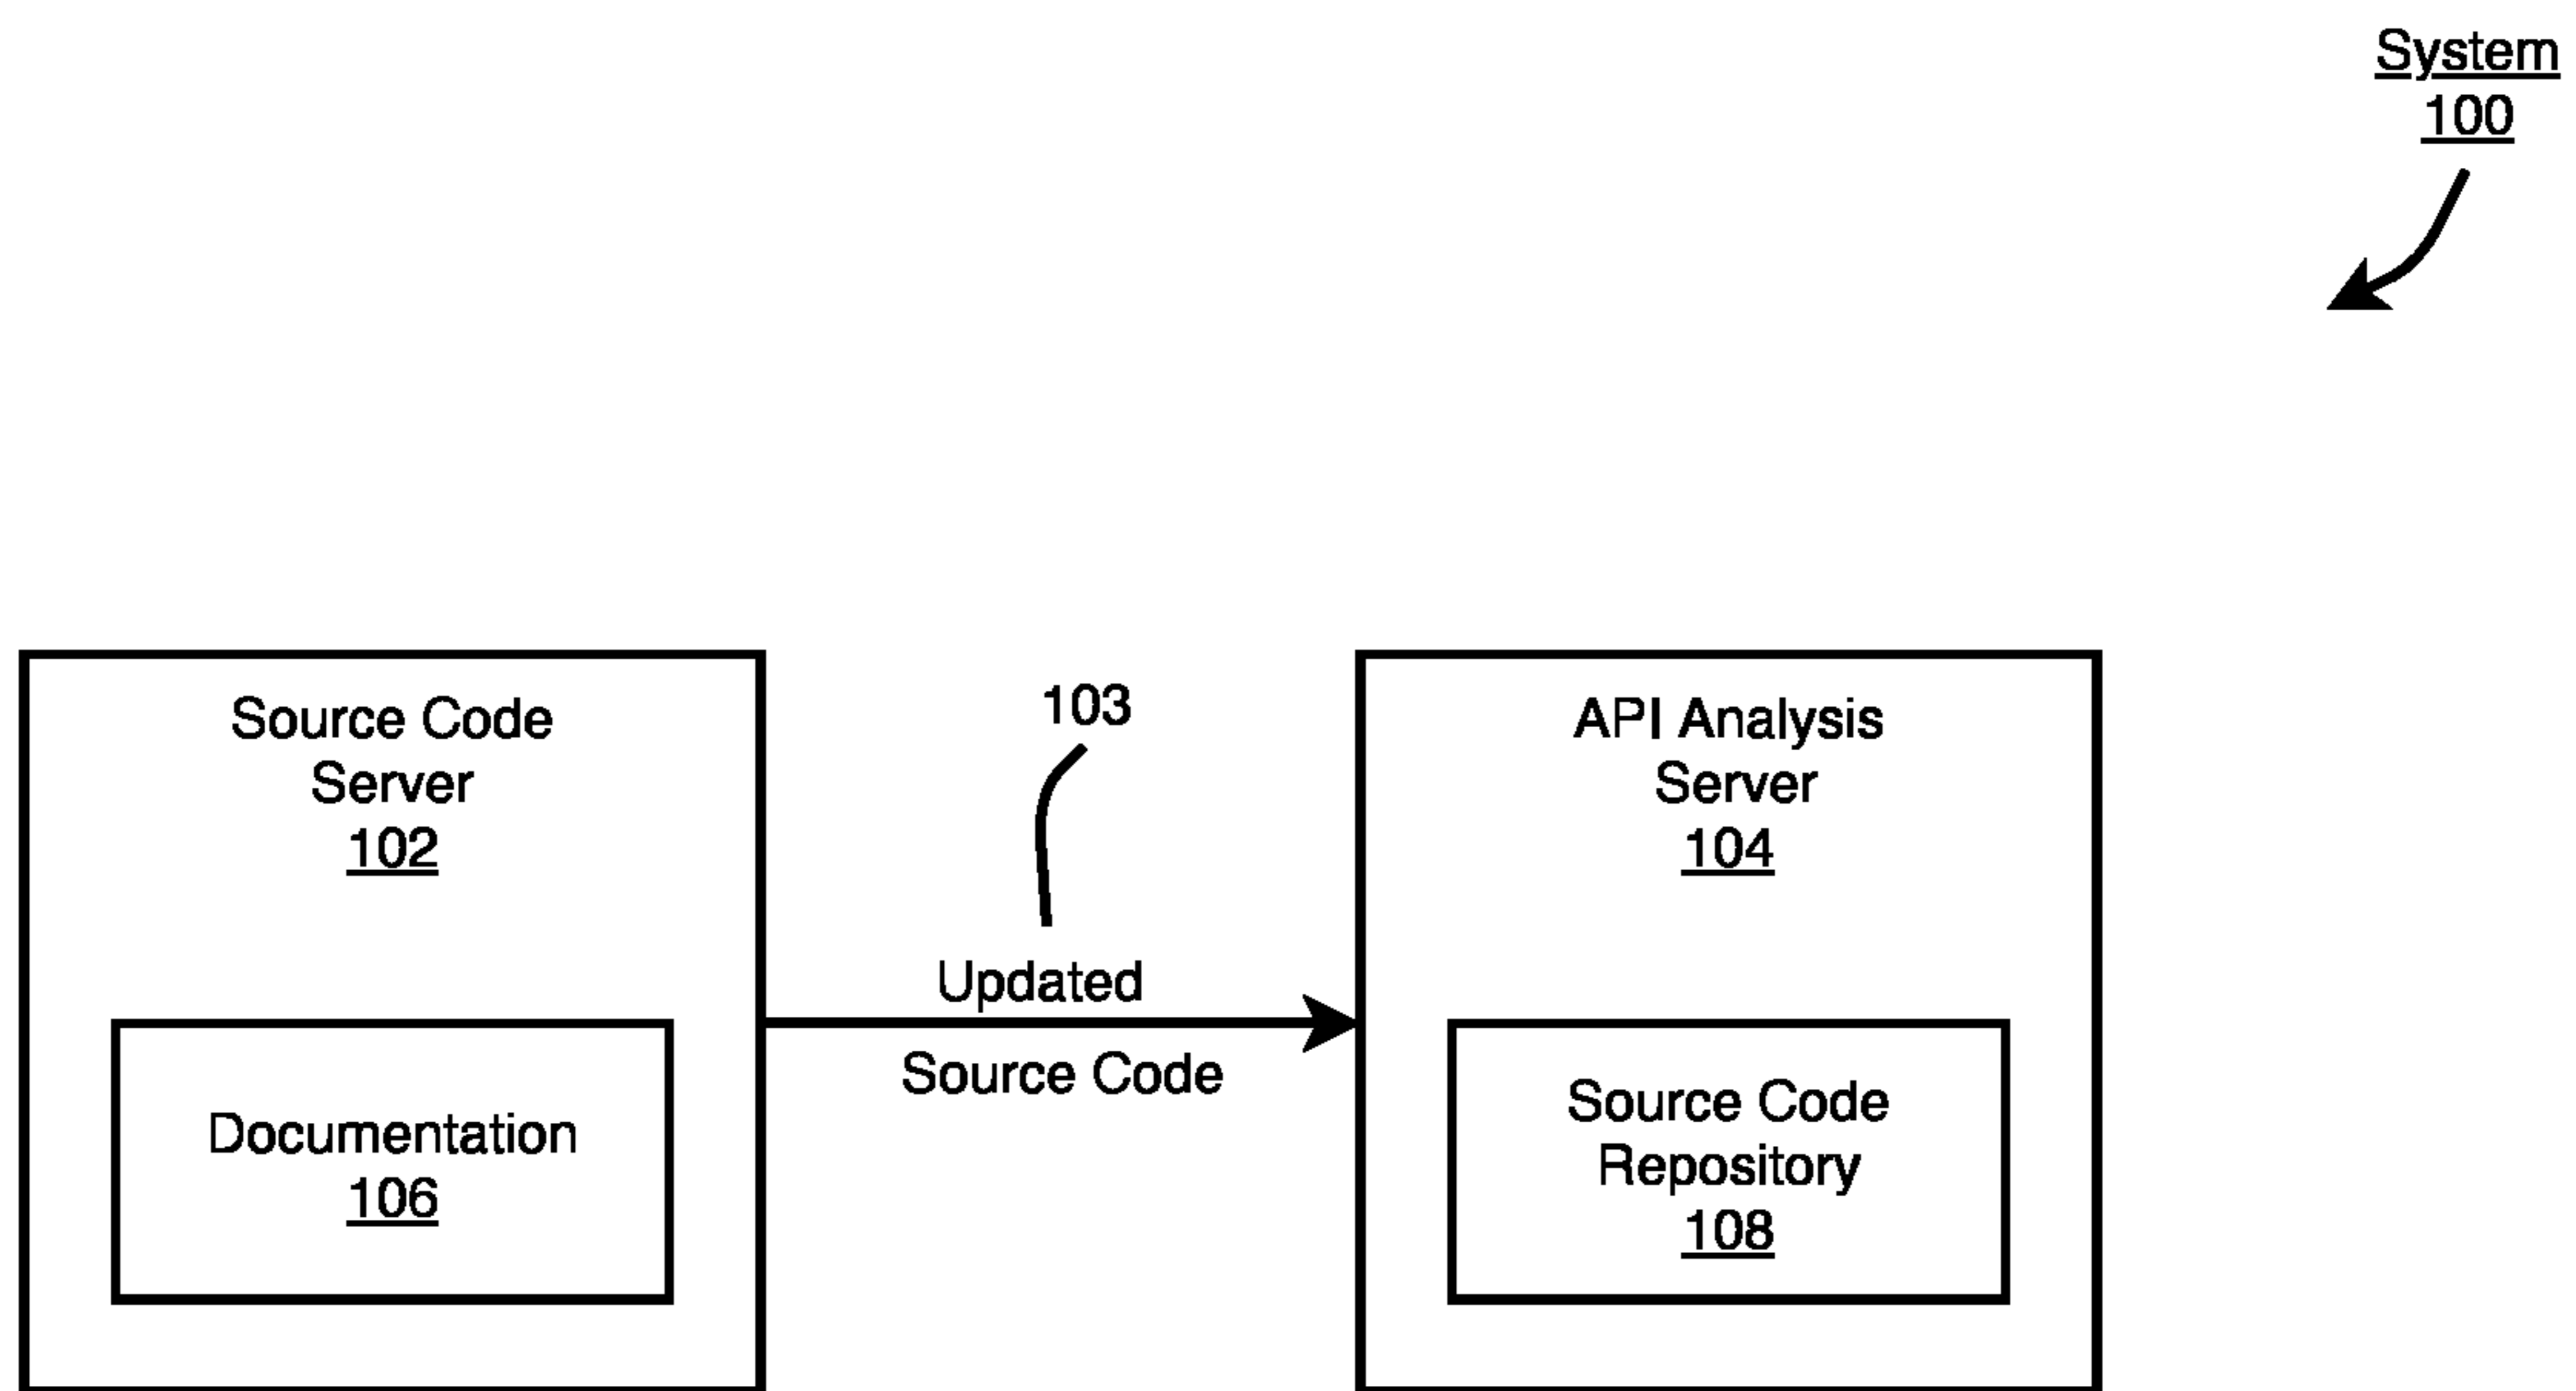 System
100
Source Code
Server
102
Documentation
106
103
Updated
Source Code
API Analysis
Server
104
Source Code
Repository
108